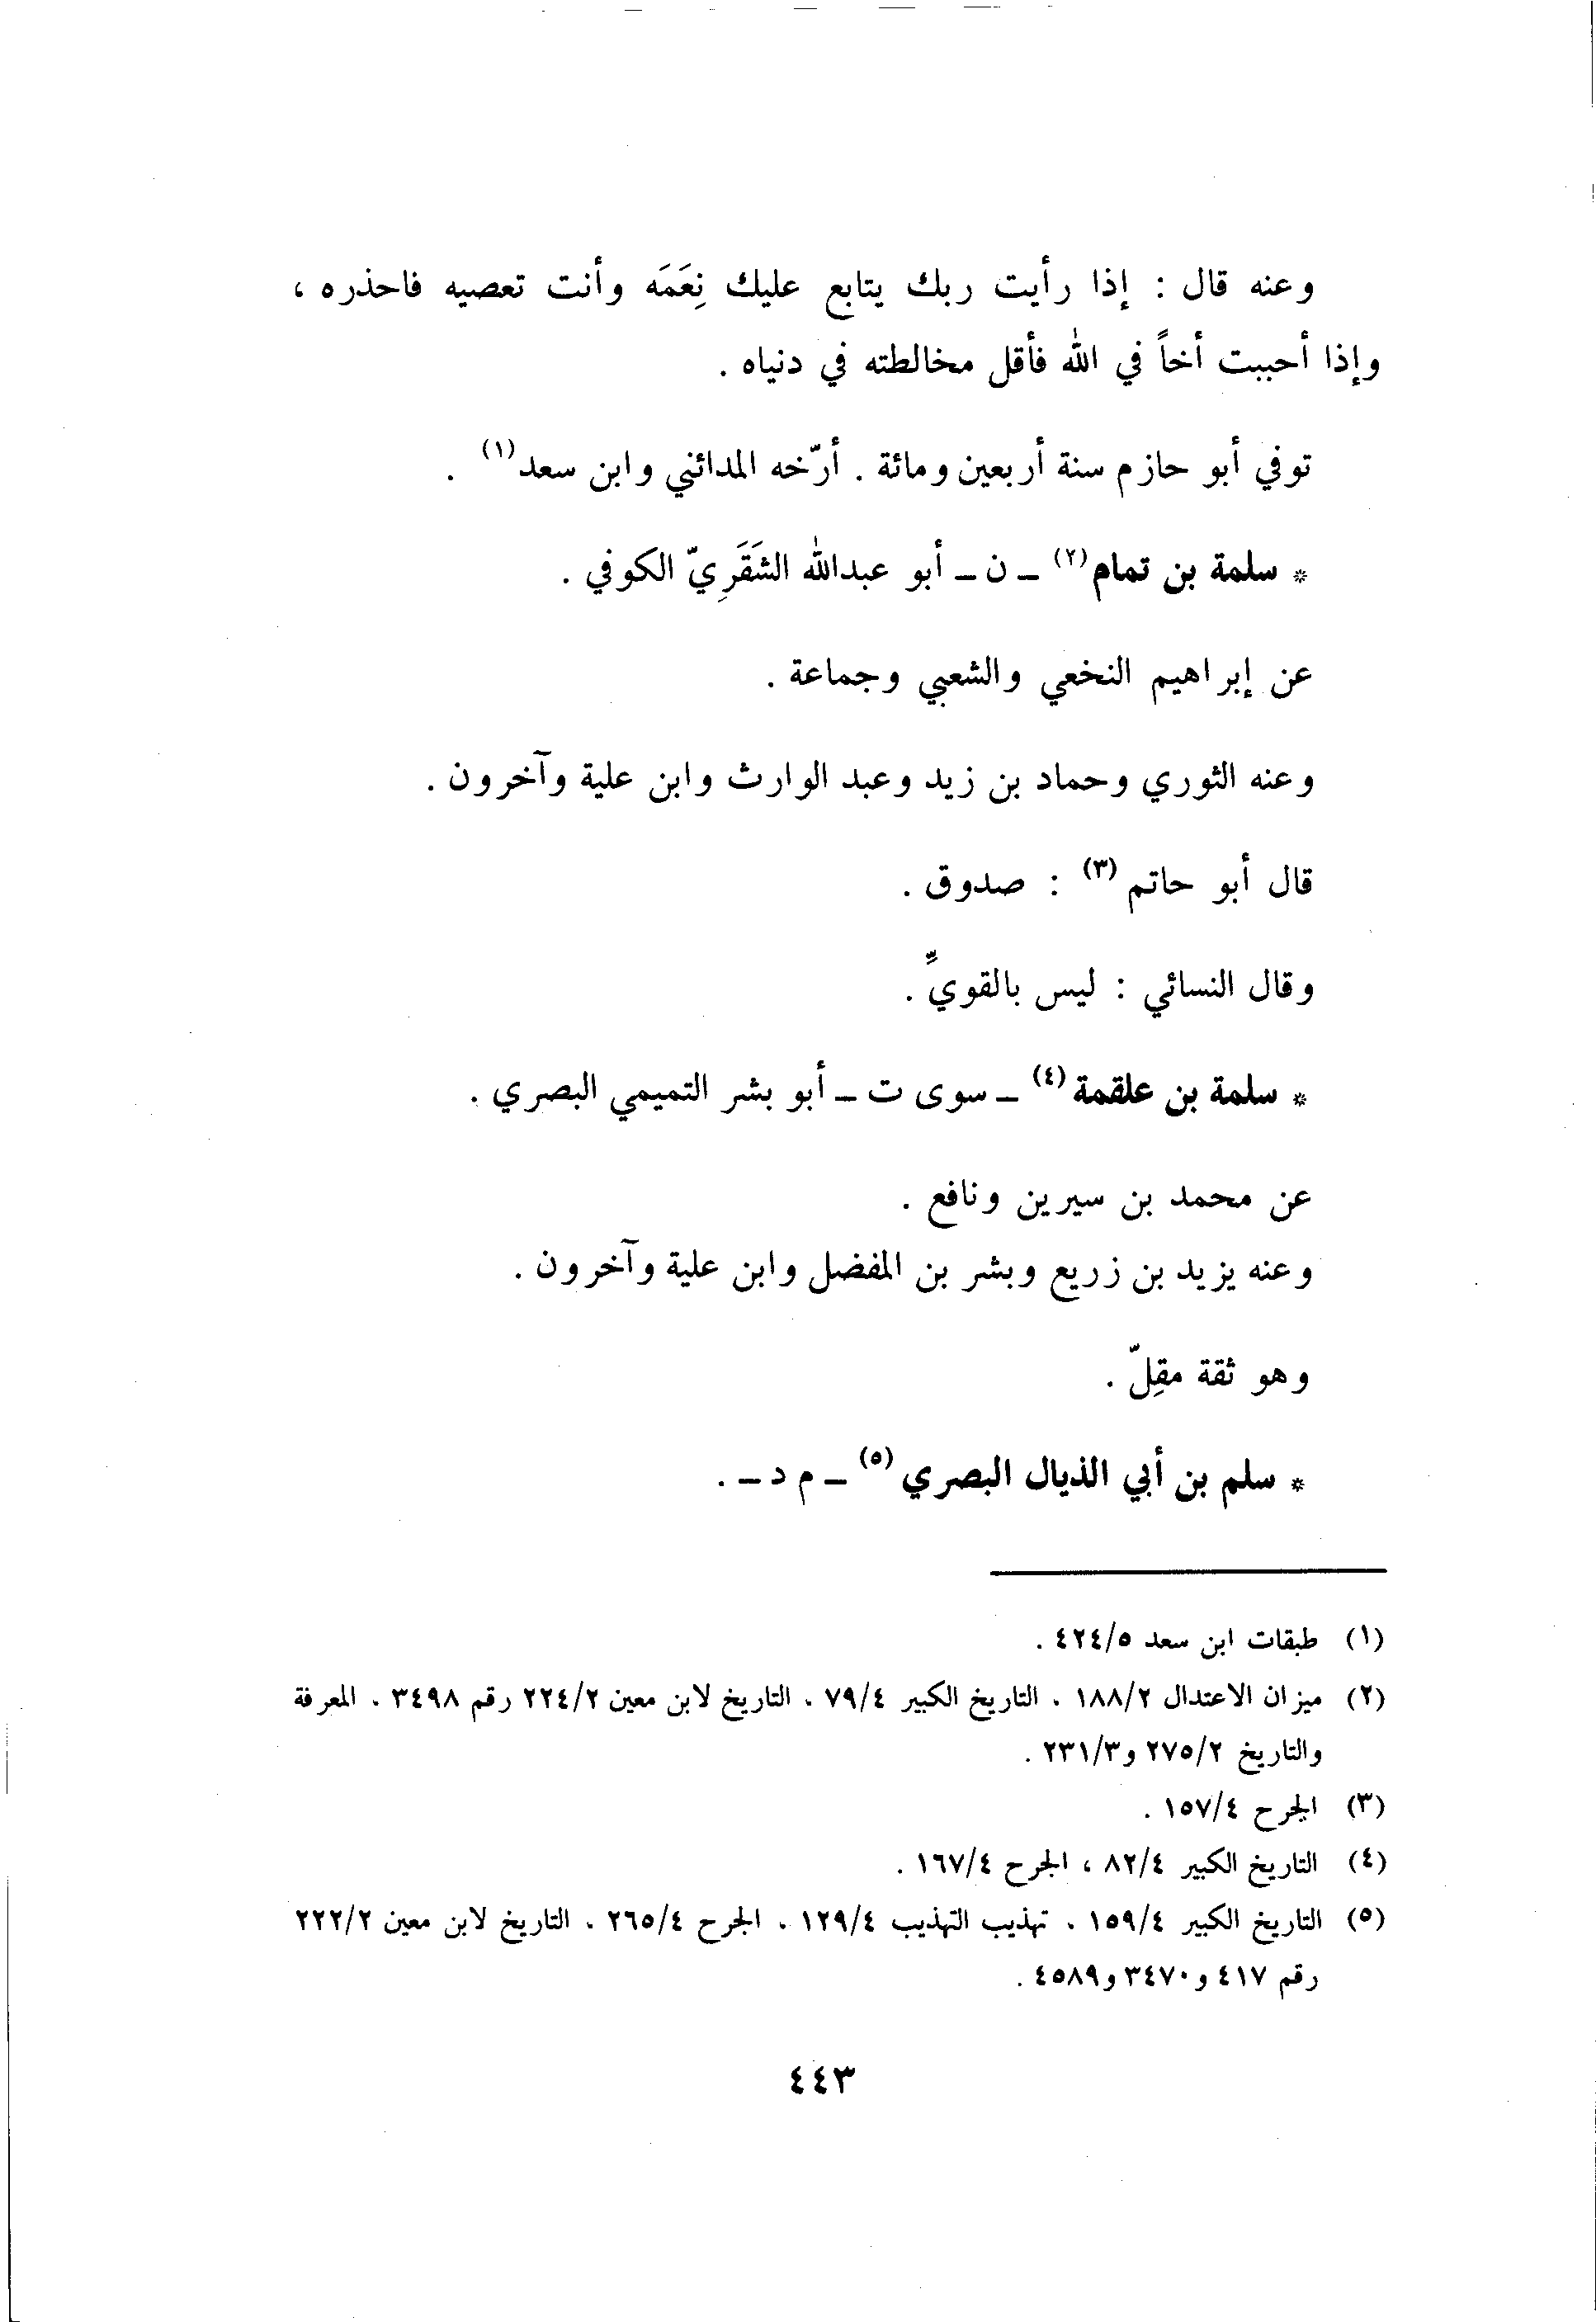 وعنه قال : إذا رأيت ربك يتابع عليك نِعَمَه وأنت تعصيه فاحذره ،
وإذا أحببت أخاً في الله فأقل مخالطته في دنياه .
توفي أبو حازم سنة أربعين ومائة . أرّخه المدائني وابن سعد(١) .
* سلمة بن تمام(٢) ـ ن ـ أبو عبدالله الشَقَرِيّ الكوفي .
عن إبراهيم النخعي والشعبي وجماعة .
وعنه الثوري وحماد بن زيد وعبد الوارث وابن علية وآخرون .
قال أبو حاتم (٣) : صدوق .
وقال النسائي : ليس بالقويِّ .
* سلمة بن علقمة (٤) ـ سوى ت ـ أبو بشر التميمي البصري .
عن محمد بن سيرين ونافع .
وعنه يزيد بن زريع وبشر بن المفضل وابن علية وآخرون .
وهو ثقة مقِلّ .
* سلم بن أبي الذيال البصري (٥) ـ م د ـ .
(١) طبقات ابن سعد ٤٢٤/٥ .
(٢) ميزان الاعتدال ١٨٨/٢ . التاريخ الكبير ٧٩/٤ . التاريخ لابن معين ٢٢٤/٢ رقم ٣٤٩٨ . المعرفة
والتاريخ ٢٧٥/٢ و٢٣١/٣ .
(٣) الجرح ١٥٧/٤ .
(٤) التاريخ الكبير ٨٢/٤ ، الجرح ١٦٧/٤ .
(٥) التاريخ الكبير ١٥٩/٤ . تهذيب التهذيب ١٢٩/٤ . الجرح ٢٦٥/٤ . التاريخ لابن معين ٢٢٢/٢
رقم ٤١٧ و٣٤٧٠ و٤٥٨٩ .
٤٤٣